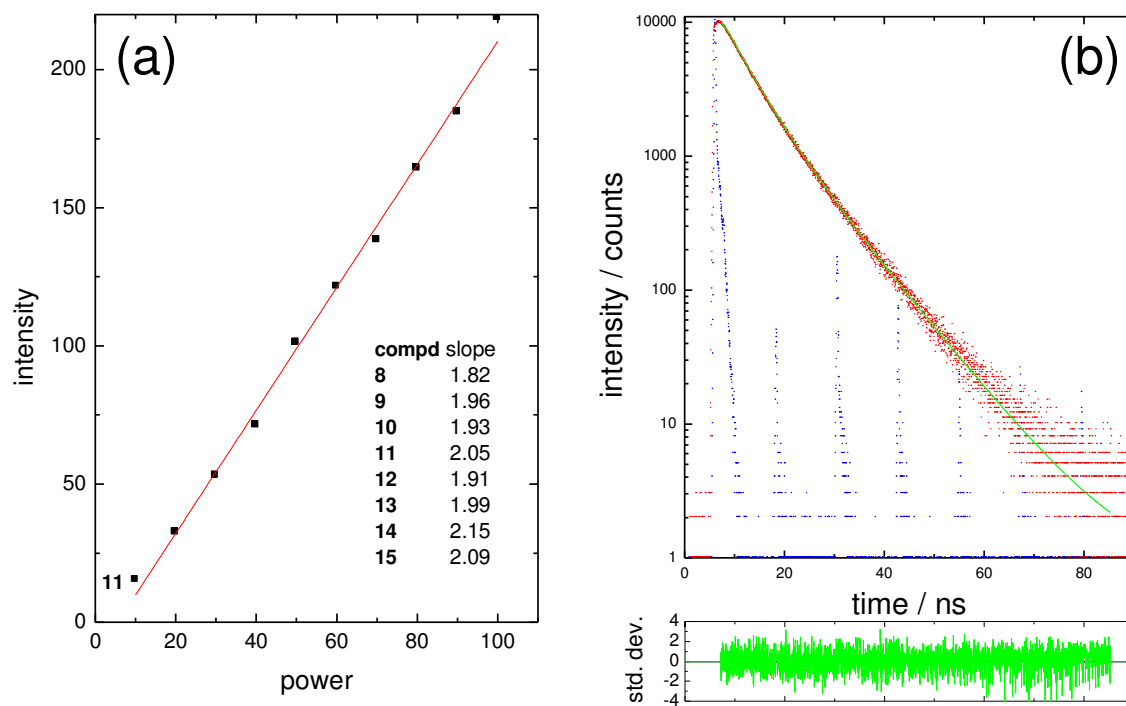 (a)
200
150
100
50
0
intensity
11
compd slope
8 1.82
9 1.96
10 1.93
11 2.05
12 1.91
13 1.99
14 2.15
15 2.09
0 20 40 60 80 100
power
(b)
10000
1000
100
10
1
intensity / counts
0 20 40 60 80
time / ns
4
2
0
-2
-4
std. dev.